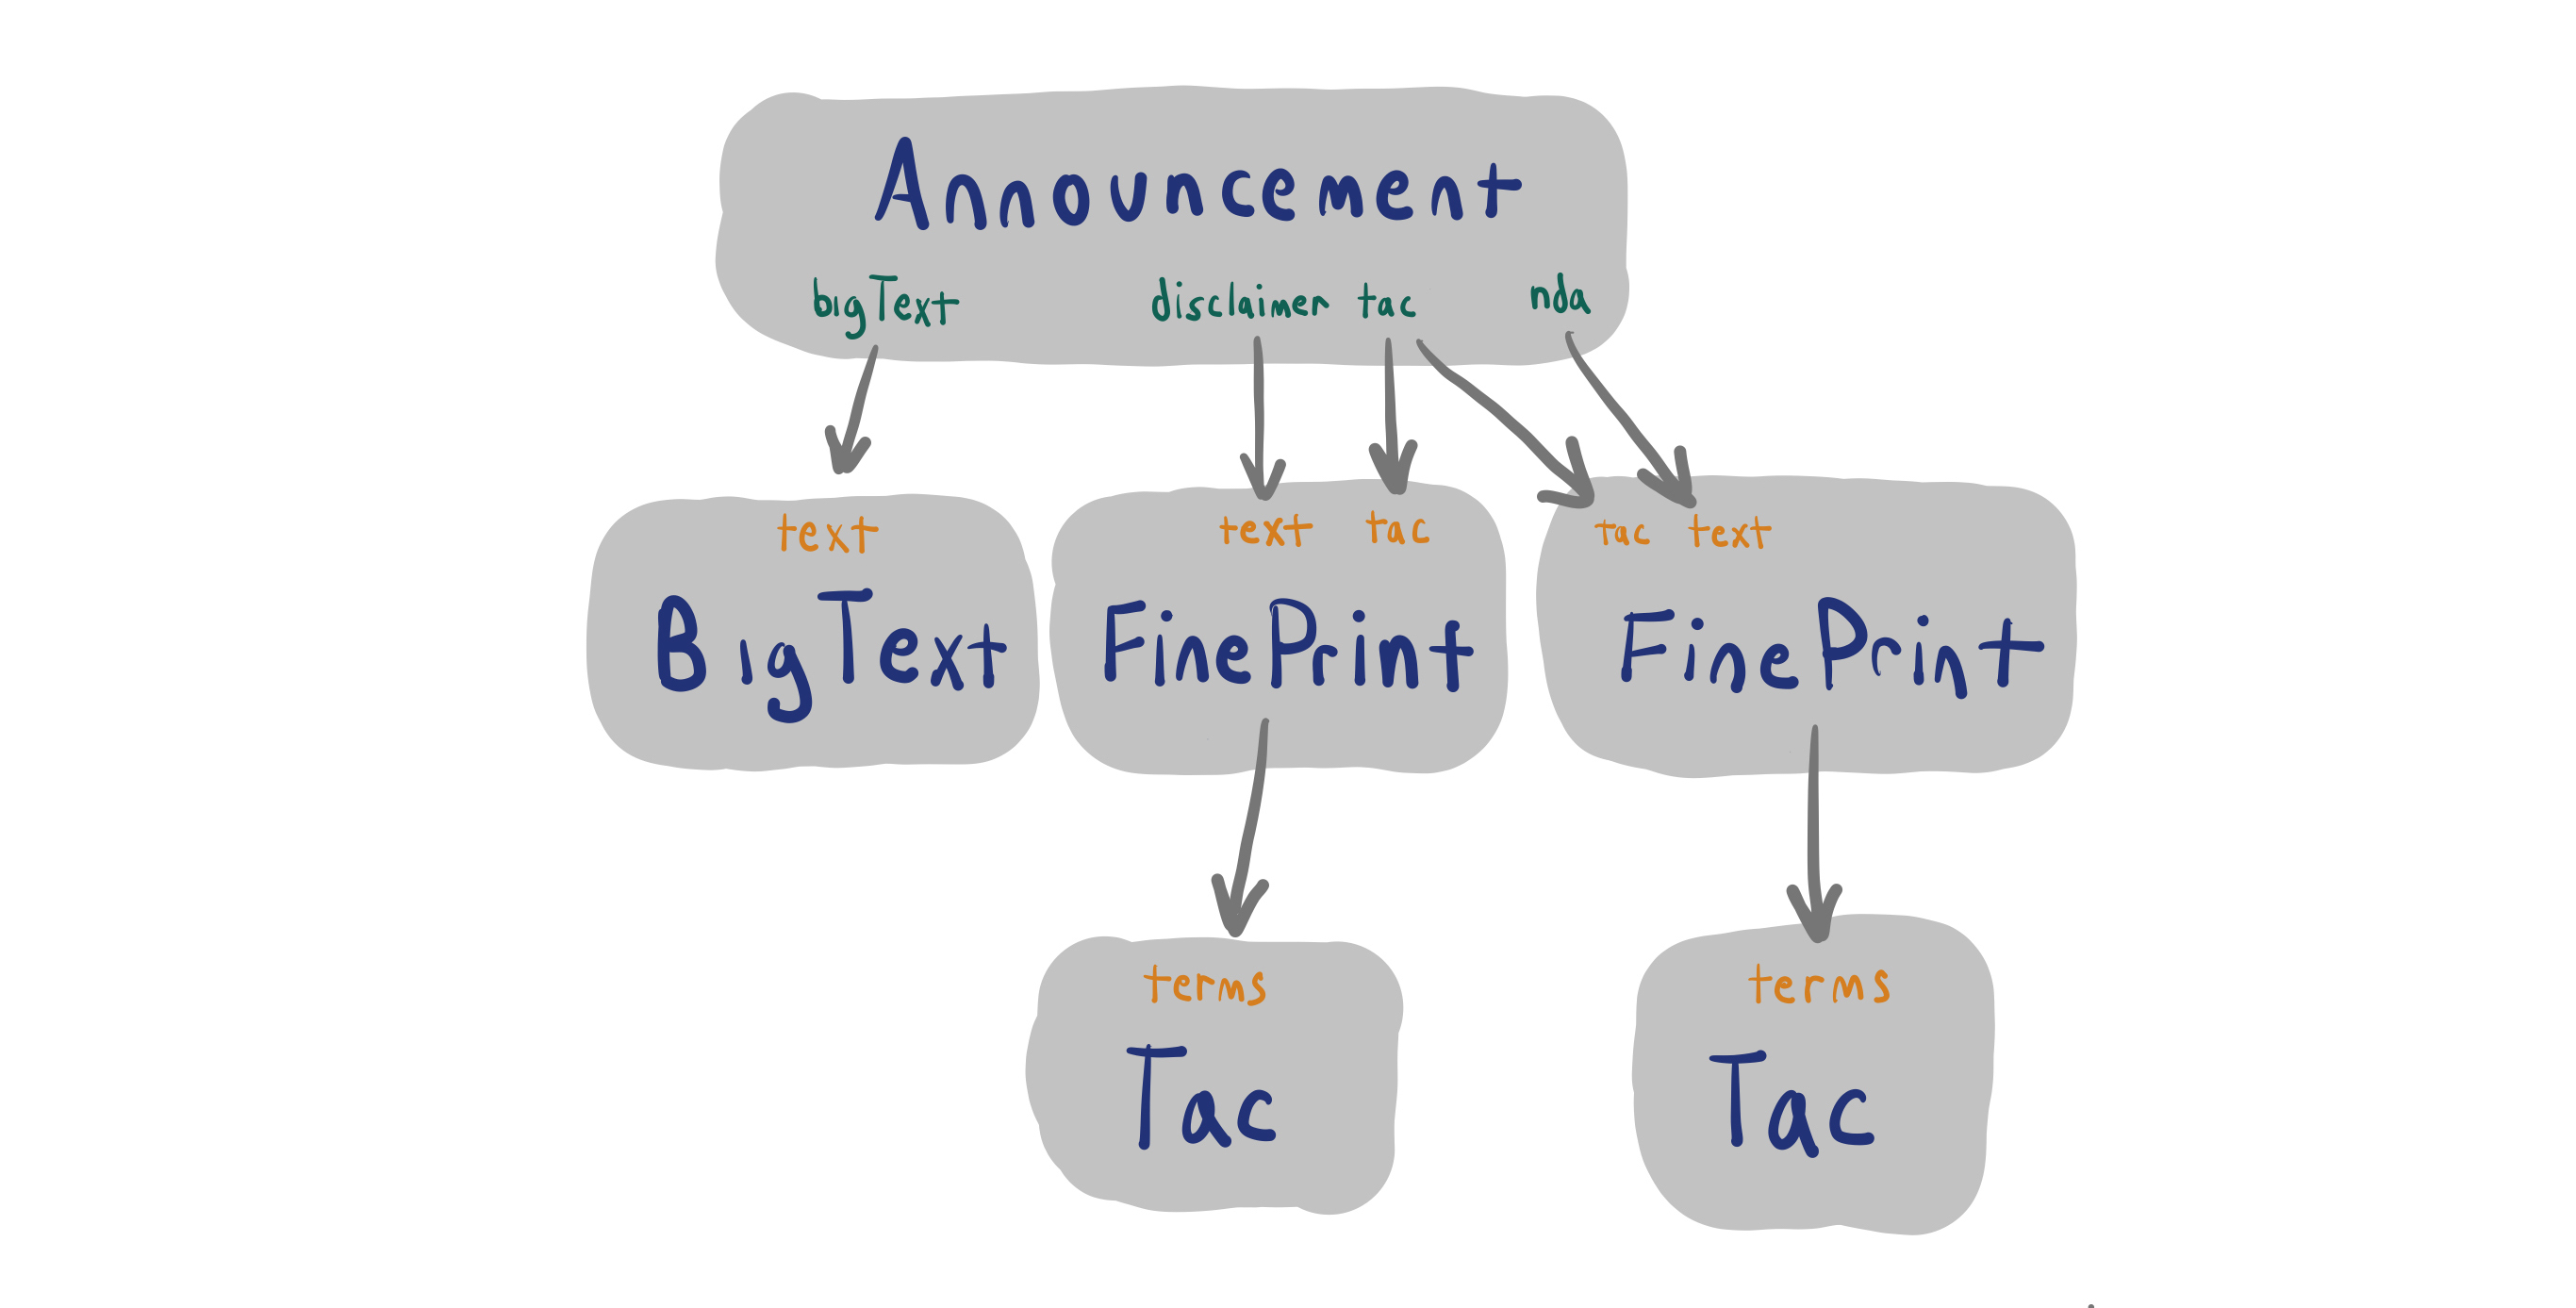 Announcement
bigText disclaimer tac nda
text
BigText
text tac
FinePrint
tac text
FinePrint
terms
Tac
terms
Tac